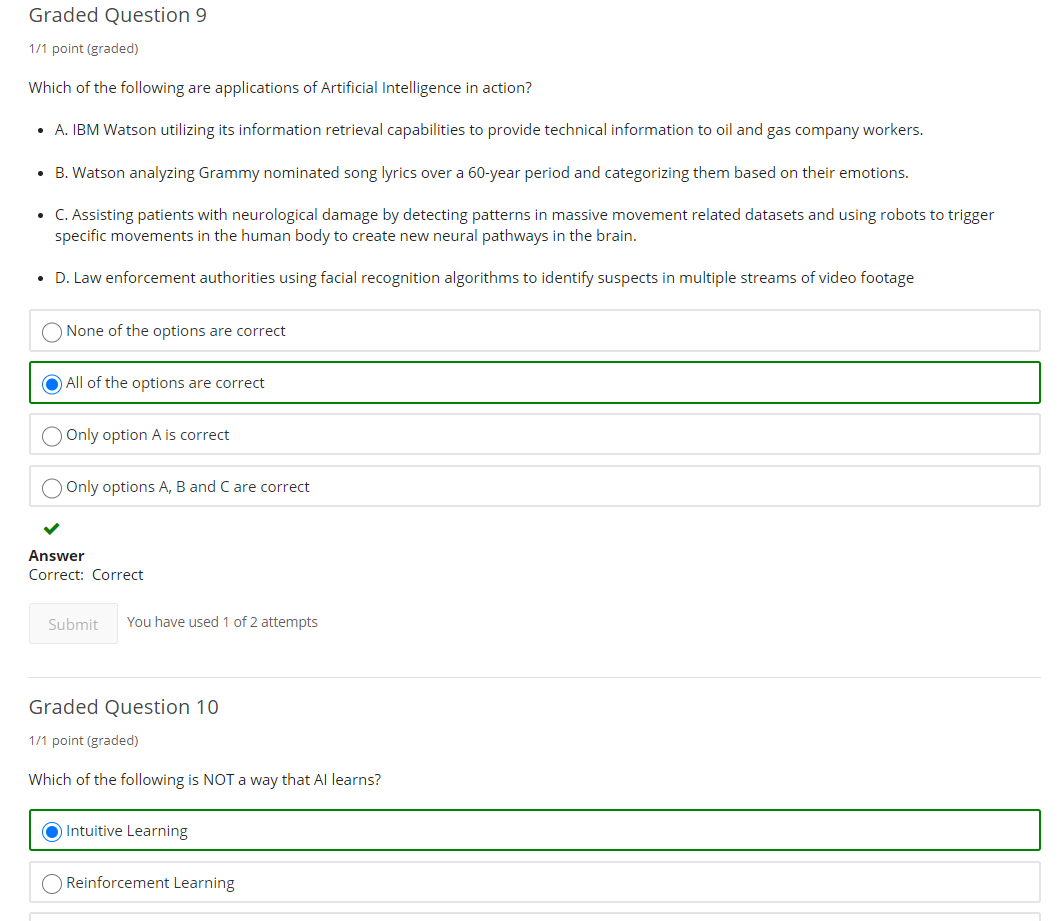 Graded Question 9
1/1 point (graded)
Which of the following are applications of Artificial Intelligence in action?
A. IBM Watson utilizing its information retrieval capabilities to provide technical information to oil and gas company workers.
B. Watson analyzing Grammy nominated song lyrics over a 60-year period and categorizing them based on their emotions.
C. Assisting patients with neurological damage by detecting patterns in massive movement related datasets and using robots to trigger
specific movements in the human body to create new neural pathways in the brain.
D. Law enforcement authorities using facial recognition algorithms to identify suspects in multiple streams of video footage
None of the options are correct
All of the options are correct
Only option A is correct
Only options A, B and C are correct
Answer
Correct: Correct
Submit You have used 1 of 2 attempts
Graded Question 10
1/1 point (graded)
Which of the following is NOT a way that AI learns?
Intuitive Learning
Reinforcement Learning